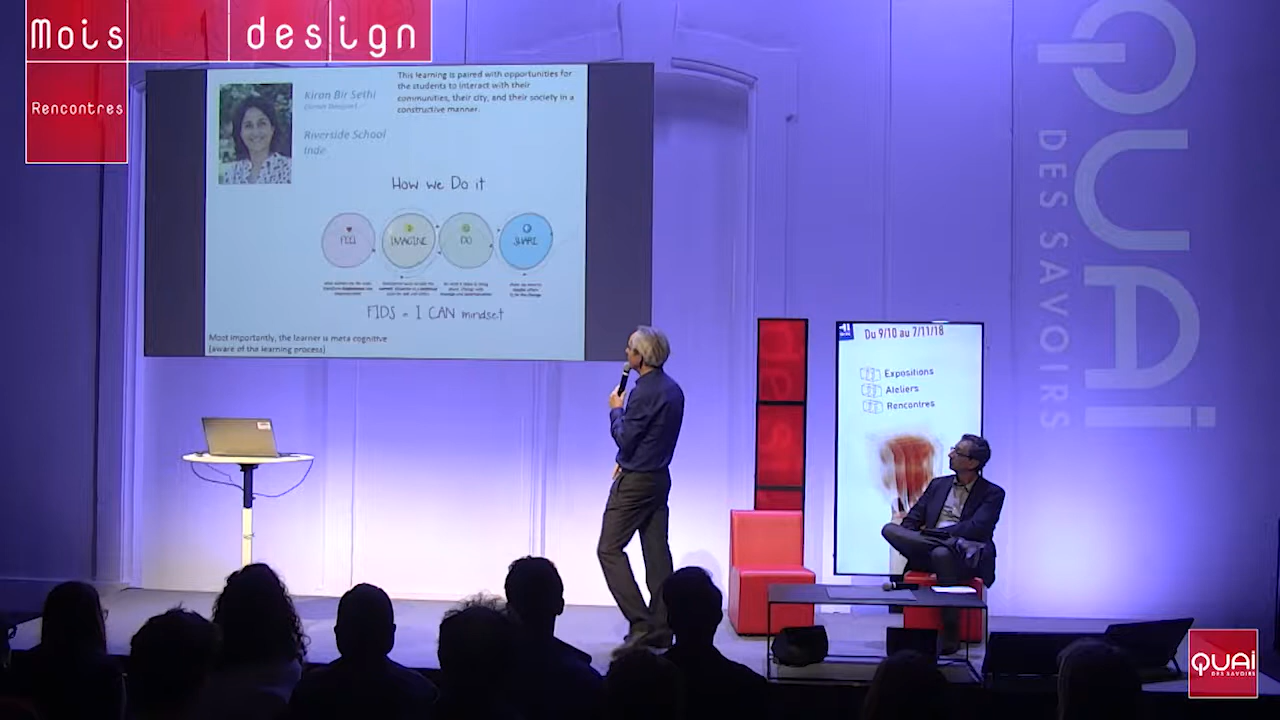 Mois design
Rencontres
Kiran Bir Sethi
Riverside School
Inde
This learning is paired with opportunities for
the students to interact with their
communities, their city, and their society in a
constructive manner.
How we Do it
FEEL
IMAGINE
DO
SHARE
FIDS = I CAN mindset
Most importantly, the learner is meta cognitive
(aware of the learning process)
Du 9/10 au 7/11/18
Expositions
Ateliers
Rencontres
QUAi
DES SAVOIRS
QUAi
DES SAVOIRS